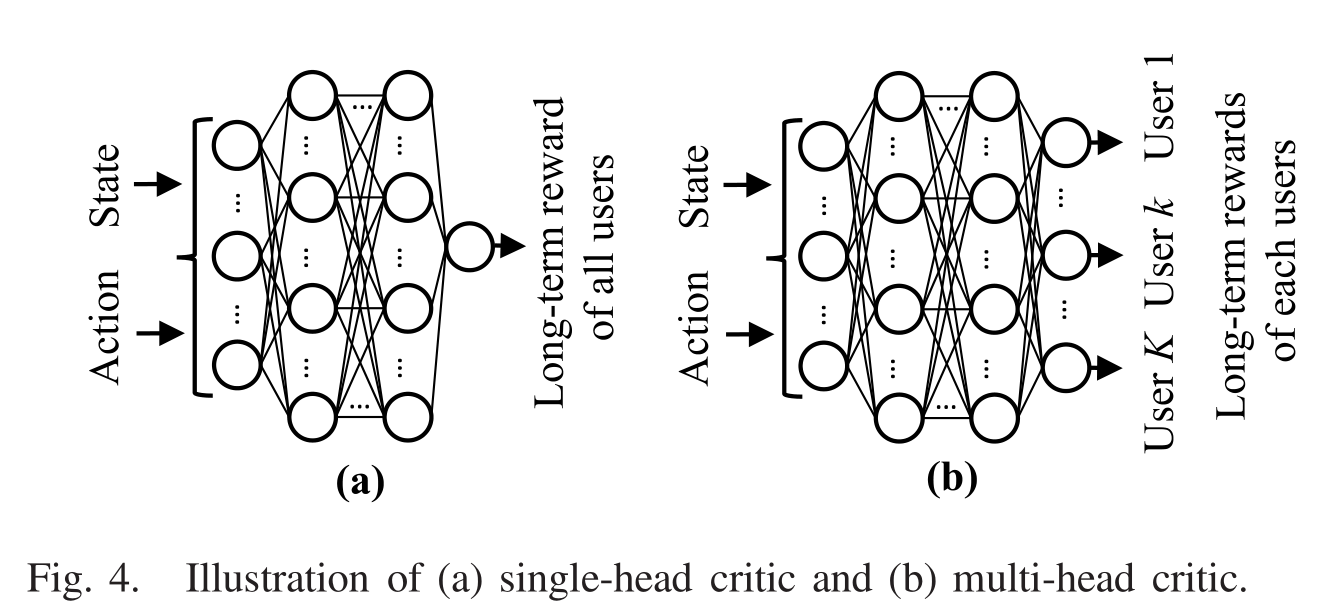 State
Action
Long-term reward
of all users
(a)
State
Action
User 1
User k
User K
Long-term rewards
of each users
(b)
Fig. 4. Illustration of (a) single-head critic and (b) multi-head critic.